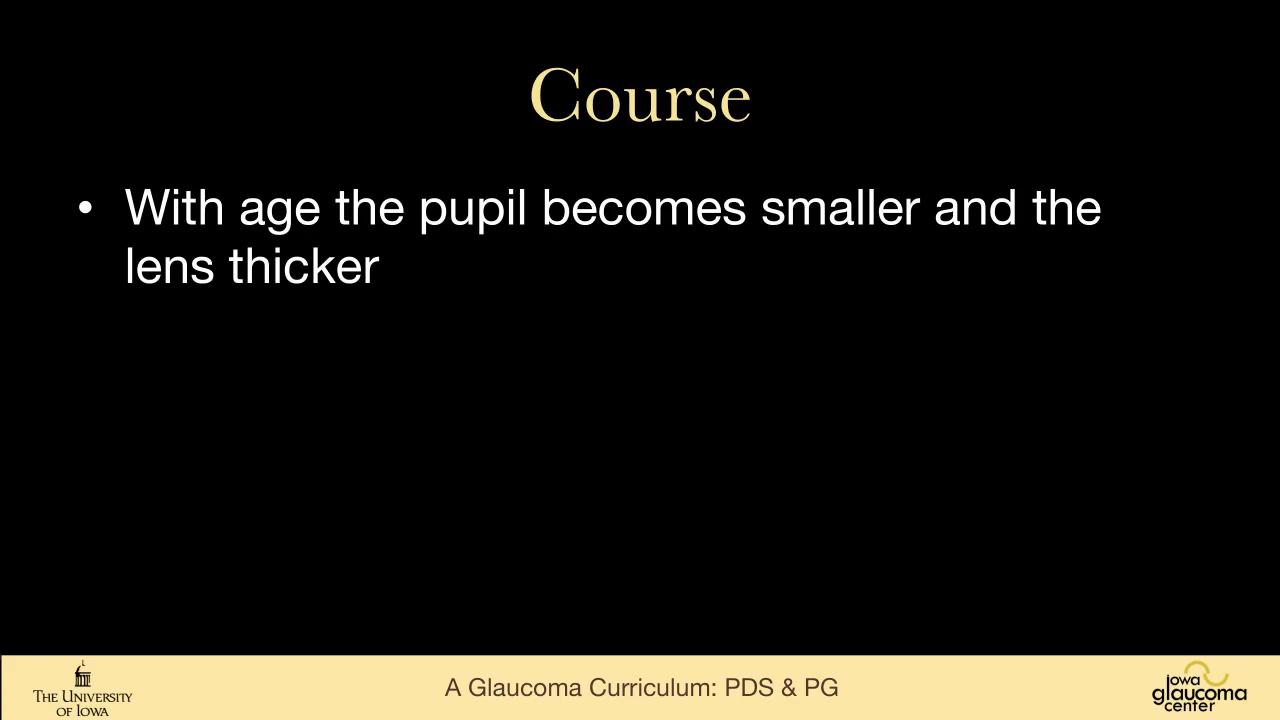 Course
• With age the pupil becomes smaller and the
lens thicker
THE UNIVERSITY
OF IOWA
A Glaucoma Curriculum: PDS & PG
Iowa
glaucoma
center